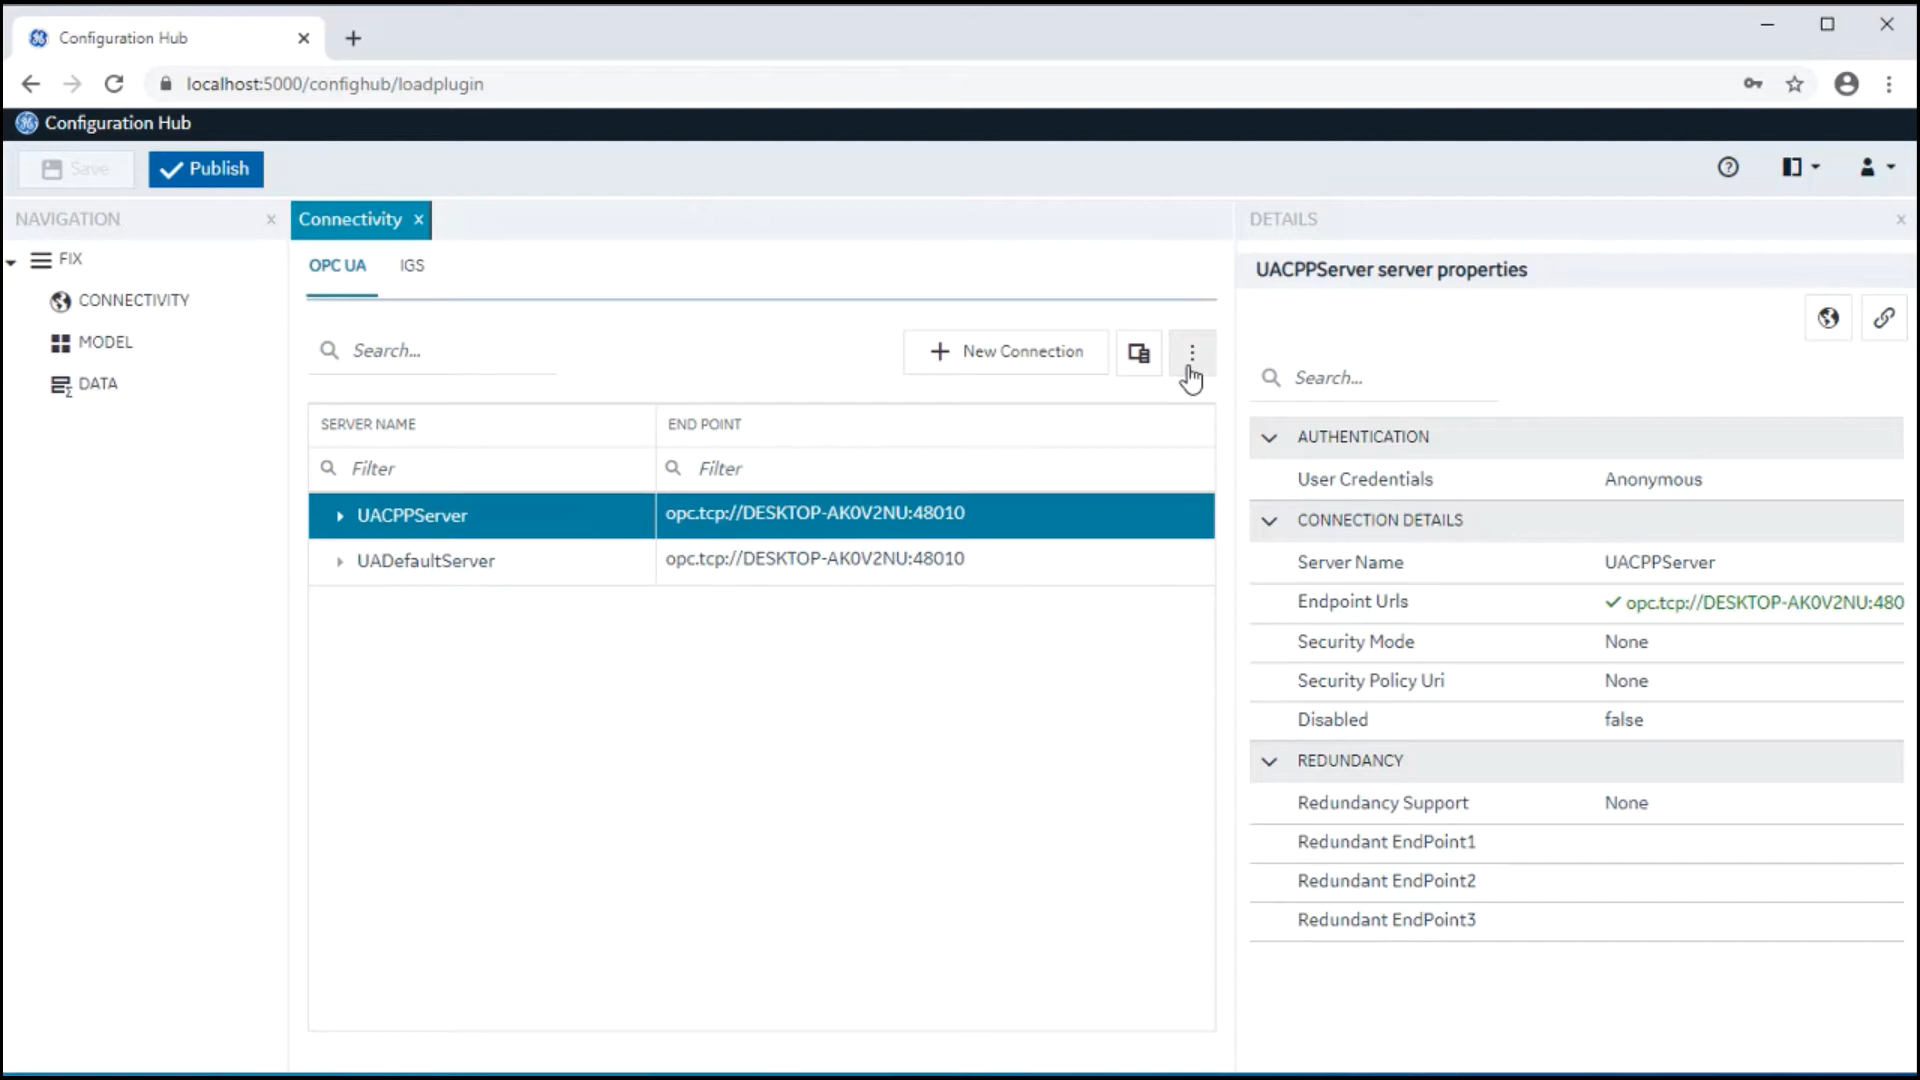 Configuration Hub
localhost:5000/confighub/loadplugin
Configuration Hub
Save
Publish
NAVIGATION
FIX
CONNECTIVITY
MODEL
DATA
Connectivity
OPC UA
IGS
Search...
New Connection
SERVER NAME
END POINT
Filter
Filter
UACPPServer
opc.tcp://DESKTOP-AK0V2NU:48010
UADefaultServer
opc.tcp://DESKTOP-AK0V2NU:48010
DETAILS
UACPPServer server properties
Search...
AUTHENTICATION
User Credentials
Anonymous
CONNECTION DETAILS
Server Name
UACPPServer
Endpoint Urls
opc.tcp://DESKTOP-AK0V2NU:480
Security Mode
None
Security Policy Uri
None
Disabled
false
REDUNDANCY
Redundancy Support
None
Redundant EndPoint1
Redundant EndPoint2
Redundant EndPoint3